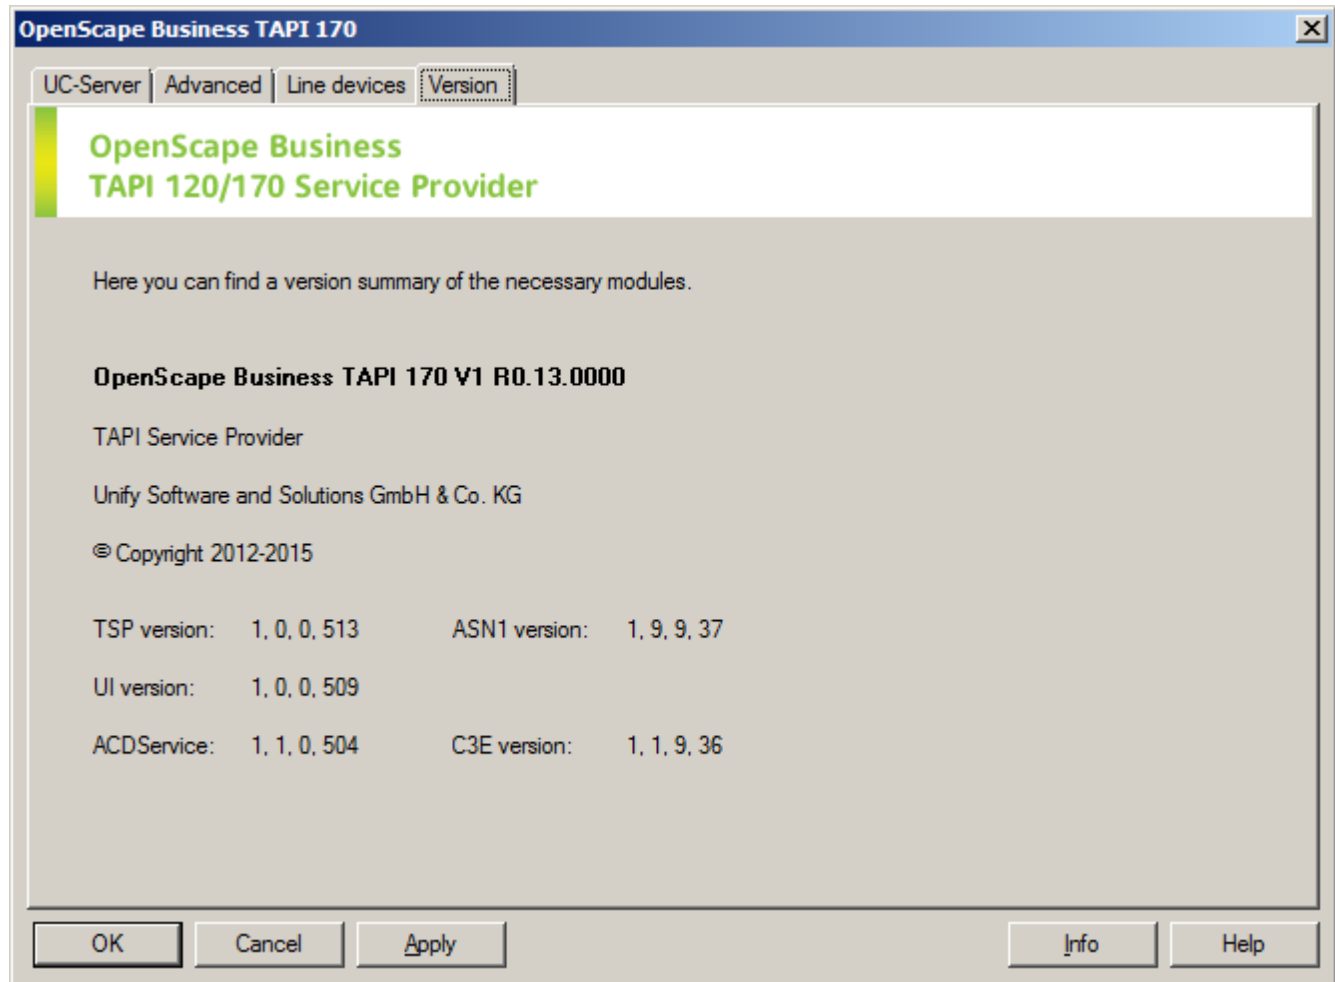 OpenScape Business TAPI 170
UC-Server Advanced Line devices Version
OpenScape Business
TAPI 120/170 Service Provider
Here you can find a version summary of the necessary modules.
OpenScape Business TAPI 170 V1 R0.13.0000
TAPI Service Provider
Unify Software and Solutions GmbH & Co. KG
© Copyright 2012-2015
TSP version: 1, 0, 0, 513 ASN1 version: 1, 9, 9, 37
UI version: 1, 0, 0, 509
ACDService: 1, 1, 0, 504 C3E version: 1, 1, 9, 36
OK Cancel Apply Info Help